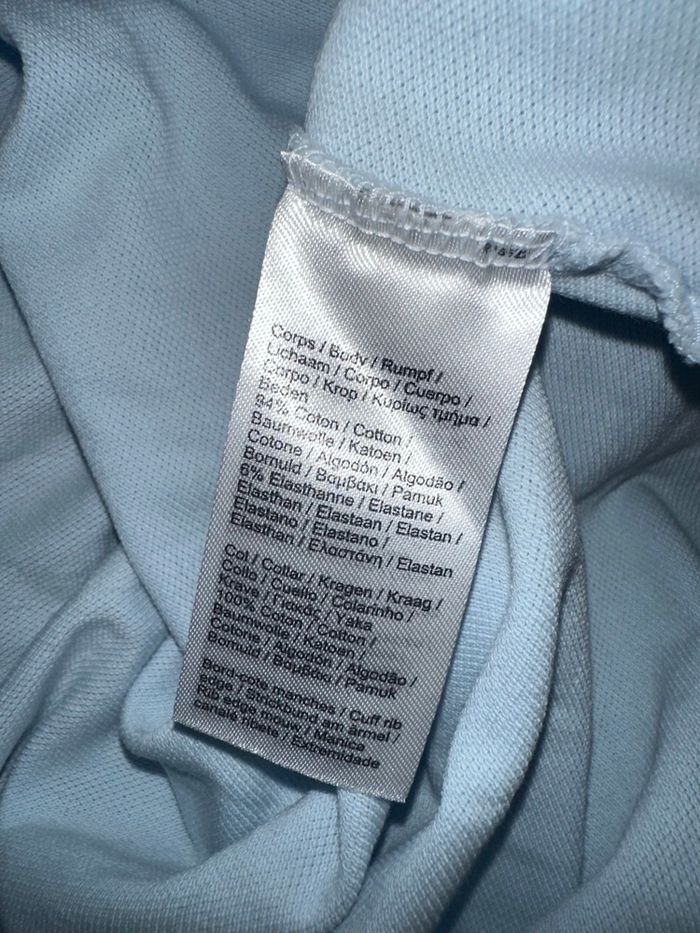 Corps / Body / Rumpf /
Lichaam / Corpo / Cuerpo /
Corpo / Krop / Κυρίως τμήμα /
Beden
94% Coton / Cotton /
Baumwolle / Katoen /
Cotone / Algodón / Algodão /
Bomuld / Βαμβάκι / Pamuk
6% Elasthanne / Elastane /
Elasthan / Elastaan / Elastan /
Elastano / Elastano /
Elasthan / Ελαστάνη / Elastan
Col / Collar / Kragen / Kraag /
Collo / Cuello / Colarinho /
Krave / Γιακάς / Yaka
100% Coton / Cotton /
Baumwolle / Katoen /
Cotone / Algodón / Algodão /
Bomuld / Βαμβάκι / Pamuk
Bord-cote manches / Cuff rib
edge / Strickbund am ärmel /
Rib edge mouw / Manica
canale ribete / Extremidade